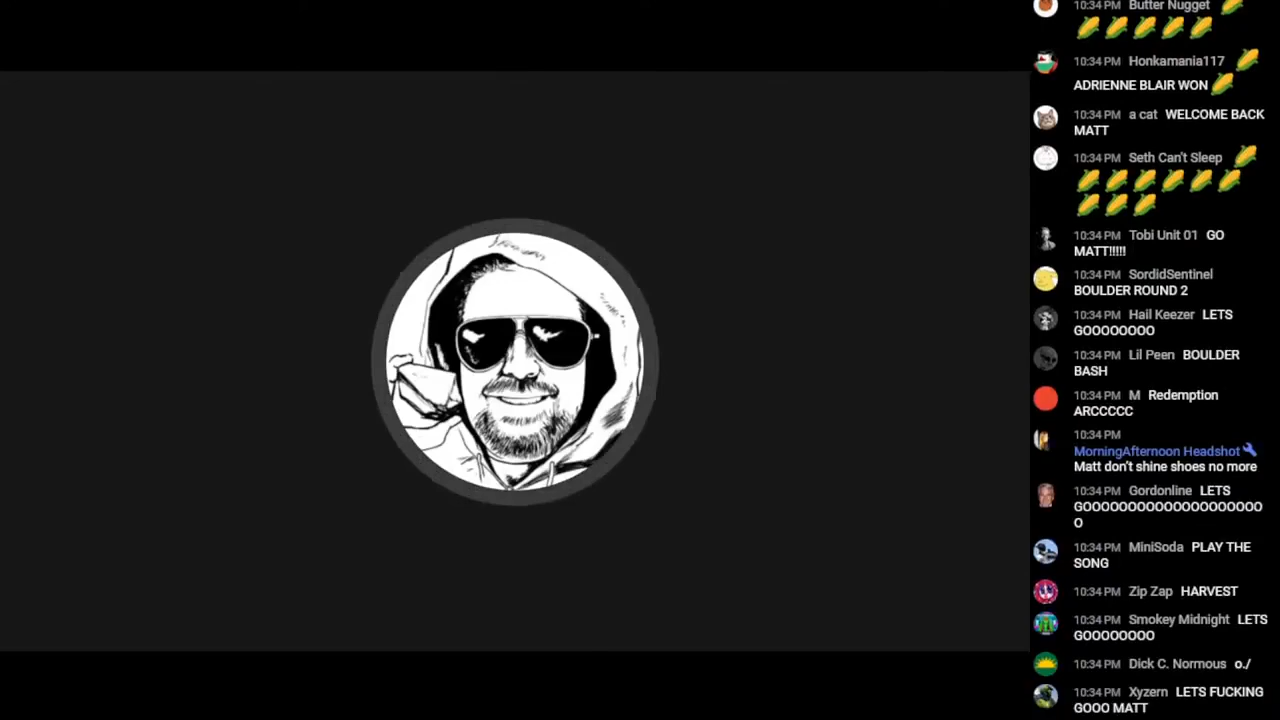 10:34 PM Butter Nugget 🌽
🌽🌽🌽🌽🌽
10:34 PM Honkamania117 🌽
ADRIENNE BLAIR WON 🌽
10:34 PM a cat WELCOME BACK
MATT
10:34 PM Seth Can't Sleep 🌽
🌽🌽🌽🌽🌽🌽
🌽🌽🌽
10:34 PM Tobi Unit 01 GO
MATT!!!!!
10:34 PM SordidSentinel
BOULDER ROUND 2
10:34 PM Hail Keezer LETS
GOOOOOOOO
10:34 PM Lil Peen BOULDER
BASH
10:34 PM M Redemption
ARCCCCC
10:34 PM
MorningAfternoon Headshot🔧
Matt don't shine shoes no more
10:34 PM Gordonline LETS
GOOOOOOOOOOOOOOOOOOOO
O
10:34 PM MiniSoda PLAY THE
SONG
10:34 PM Zip Zap HARVEST
10:34 PM Smokey Midnight LETS
GOOOOOOOO
10:34 PM Dick C. Normous o./
10:34 PM Xyzern LETS FUCKING
GOOO MATT